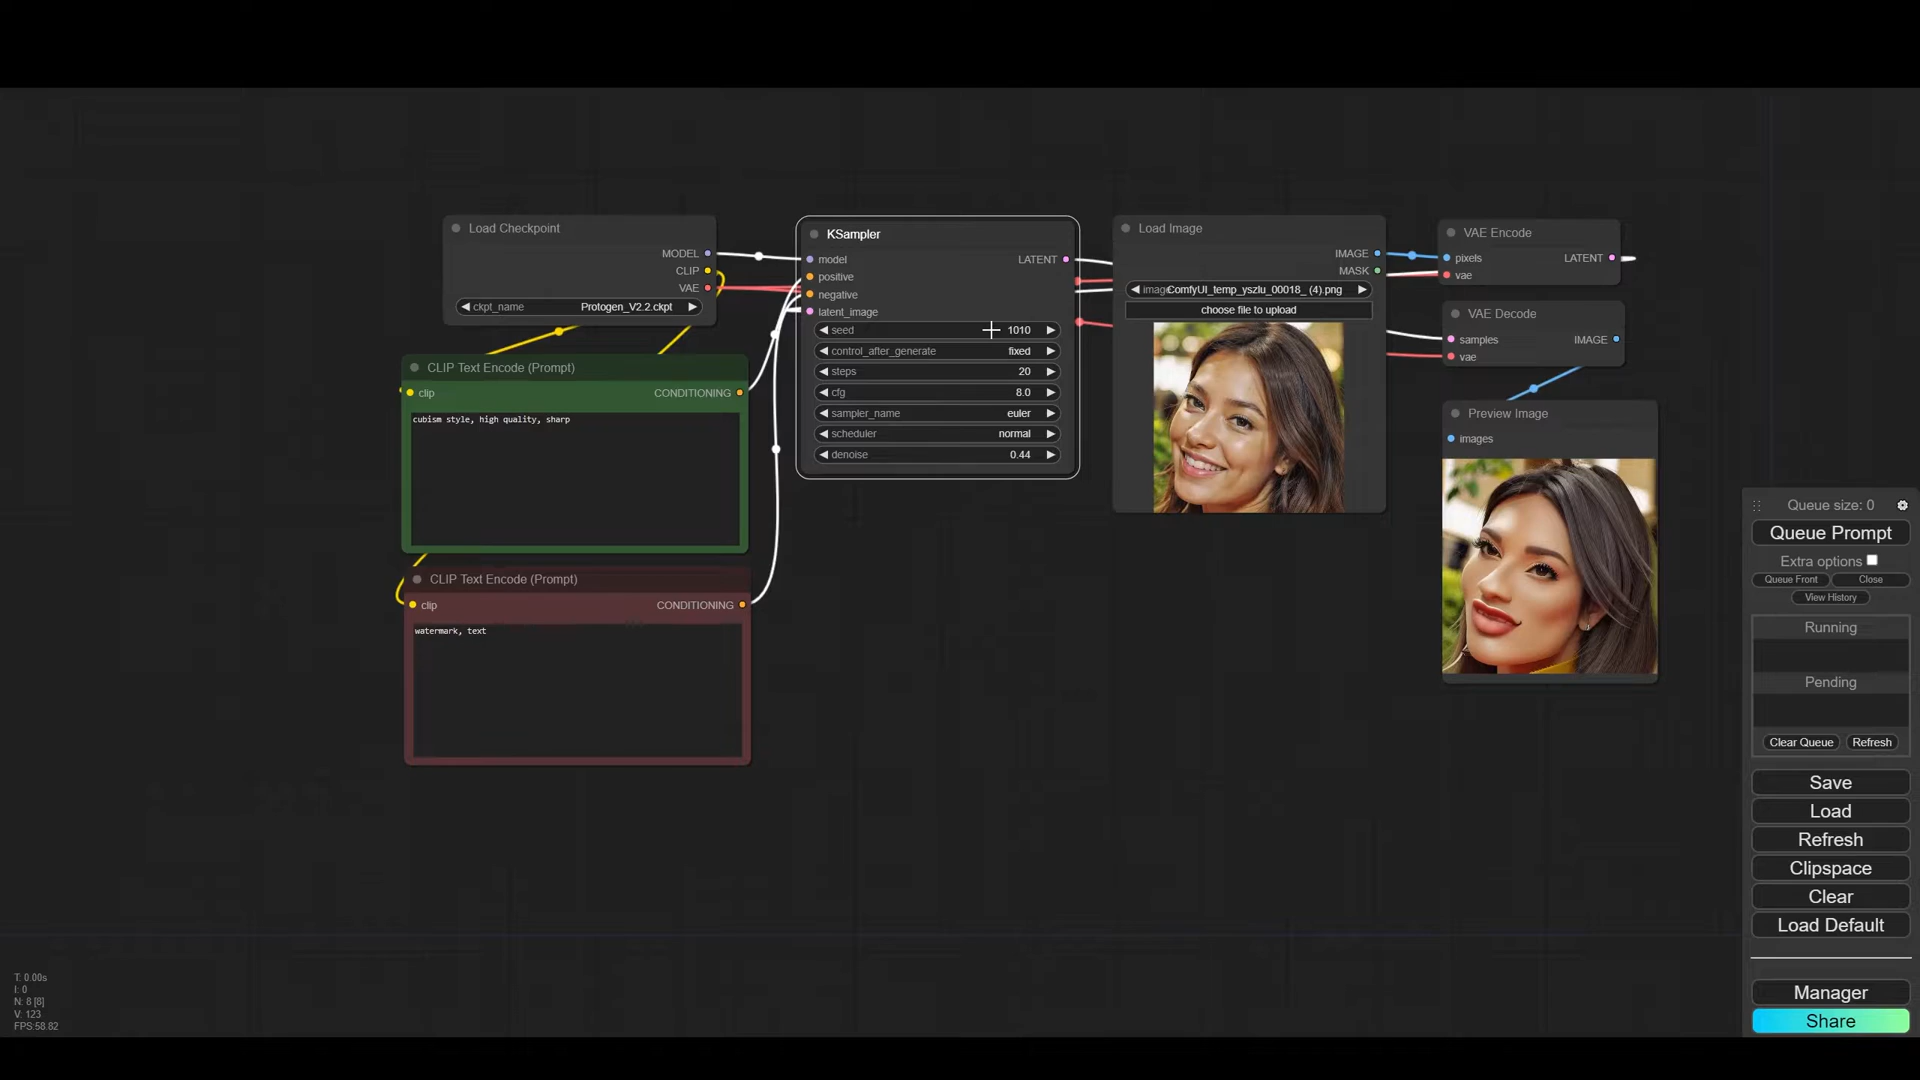 Load Checkpoint
MODEL
CLIP
VAE
ckpt_name Protogen_V2.2.ckpt
CLIP Text Encode (Prompt)
clip CONDITIONING
cubism style, high quality, sharp
CLIP Text Encode (Prompt)
clip CONDITIONING
watermark, text
KSampler
model LATENT
positive
negative
latent_image
seed 1010
control_after_generate fixed
steps 20
cfg 8.0
sampler_name euler
scheduler normal
denoise 0.44
Load Image
IMAGE
MASK
ComfyUI_temp_yszlu_00018_ (4).png
choose file to upload
VAE Encode
pixels LATENT
vae
VAE Decode
samples IMAGE
vae
Preview Image
images
Queue size: 0
Queue Prompt
Extra options
Queue Front Close
View History
Running
Pending
Clear Queue Refresh
Save
Load
Refresh
Clipspace
Clear
Load Default
Manager
Share
T: 0.00s
I: 0
N: 8 [8]
V: 123
FPS:58.82